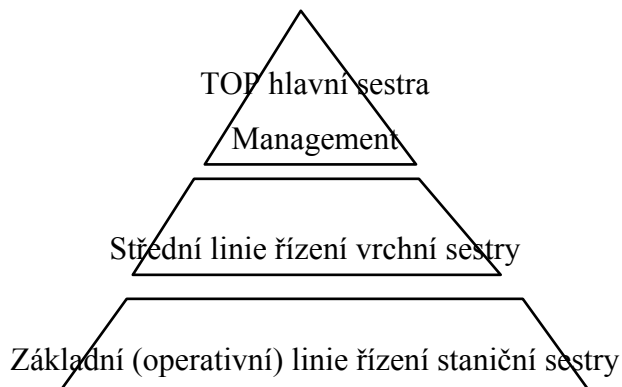 TOP hlavní sestra
Management
Střední linie řízení vrchní sestry
Základní (operativní) linie řízení staniční sestry